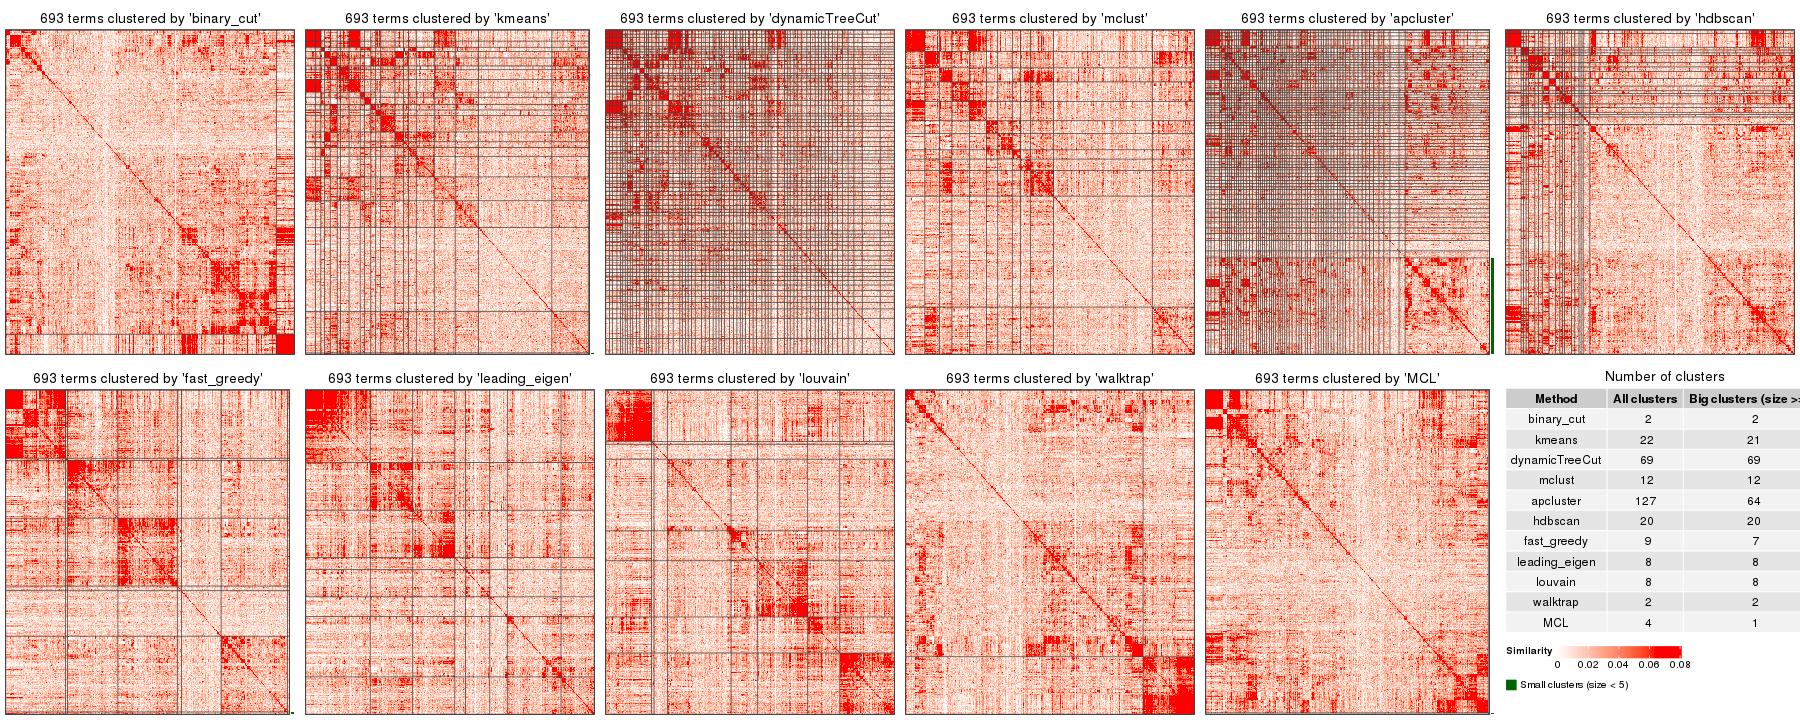 693 terms clustered by 'binary_cut'
693 terms clustered by 'kmeans'
693 terms clustered by 'dynamicTreeCut'
693 terms clustered by 'mclust'
693 terms clustered by 'apcluster'
693 terms clustered by 'hdbscan'
693 terms clustered by 'fast_greedy'
693 terms clustered by 'leading_eigen'
693 terms clustered by 'louvain'
693 terms clustered by 'walktrap'
693 terms clustered by 'MCL'
Number of clusters
Method All clusters Big clusters (size >
binary_cut 2 2
kmeans 22 21
dynamicTreeCut 69 69
mclust 12 12
apcluster 127 64
hdbscan 20 20
fast_greedy 9 7
leading_eigen 8 8
louvain 8 8
walktrap 2 2
MCL 4 1
Similarity
0 0.02 0.04 0.06 0.08
Small clusters (size < 5)